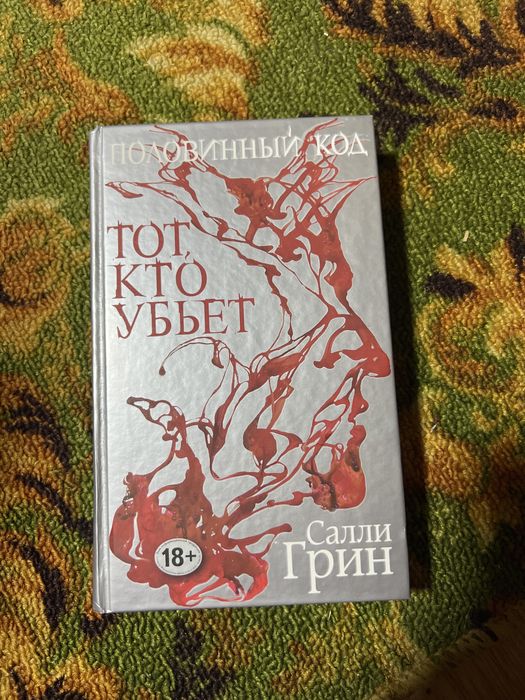 ПОЛОВИННЫЙ КОД
ТОТ,
КТО
УБЬЕТ
Салли
Грин
18+